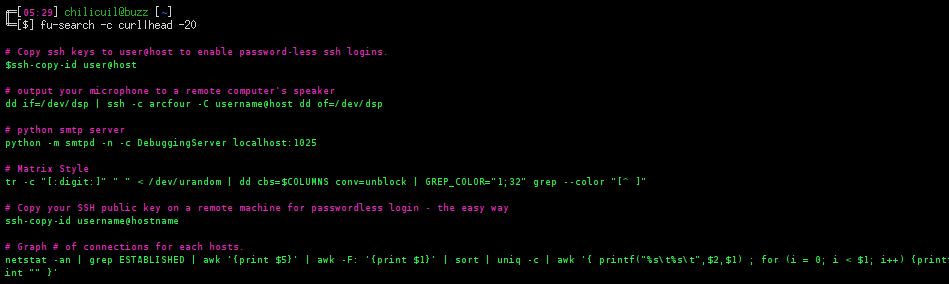 [05:29] chilicuil@buzz [~]
[$] fu-search -c curl|head -20
# Copy ssh keys to user@host to enable password-less ssh logins.
$ssh-copy-id user@host
# output your microphone to a remote computer's speaker
dd if=/dev/dsp | ssh -c arcfour -C username@host dd of=/dev/dsp
# python smtp server
python -m smtpd -n -c DebuggingServer localhost:1025
# Matrix Style
tr -c "[:digit:]" " " < /dev/urandom | dd cbs=$COLUMNS conv=unblock | GREP_COLOR="1;32" grep --color "[^ ]"
# Copy your SSH public key on a remote machine for passwordless login - the easy way
ssh-copy-id username@hostname
# Graph # of connections for each hosts.
netstat -an | grep ESTABLISHED | awk '{print $5}' | awk -F: '{print $1}' | sort | uniq -c | awk '{ printf("%s\t%s\t",$2,$1) ; for (i = 0; i < $1; i++) {print
int "" }'